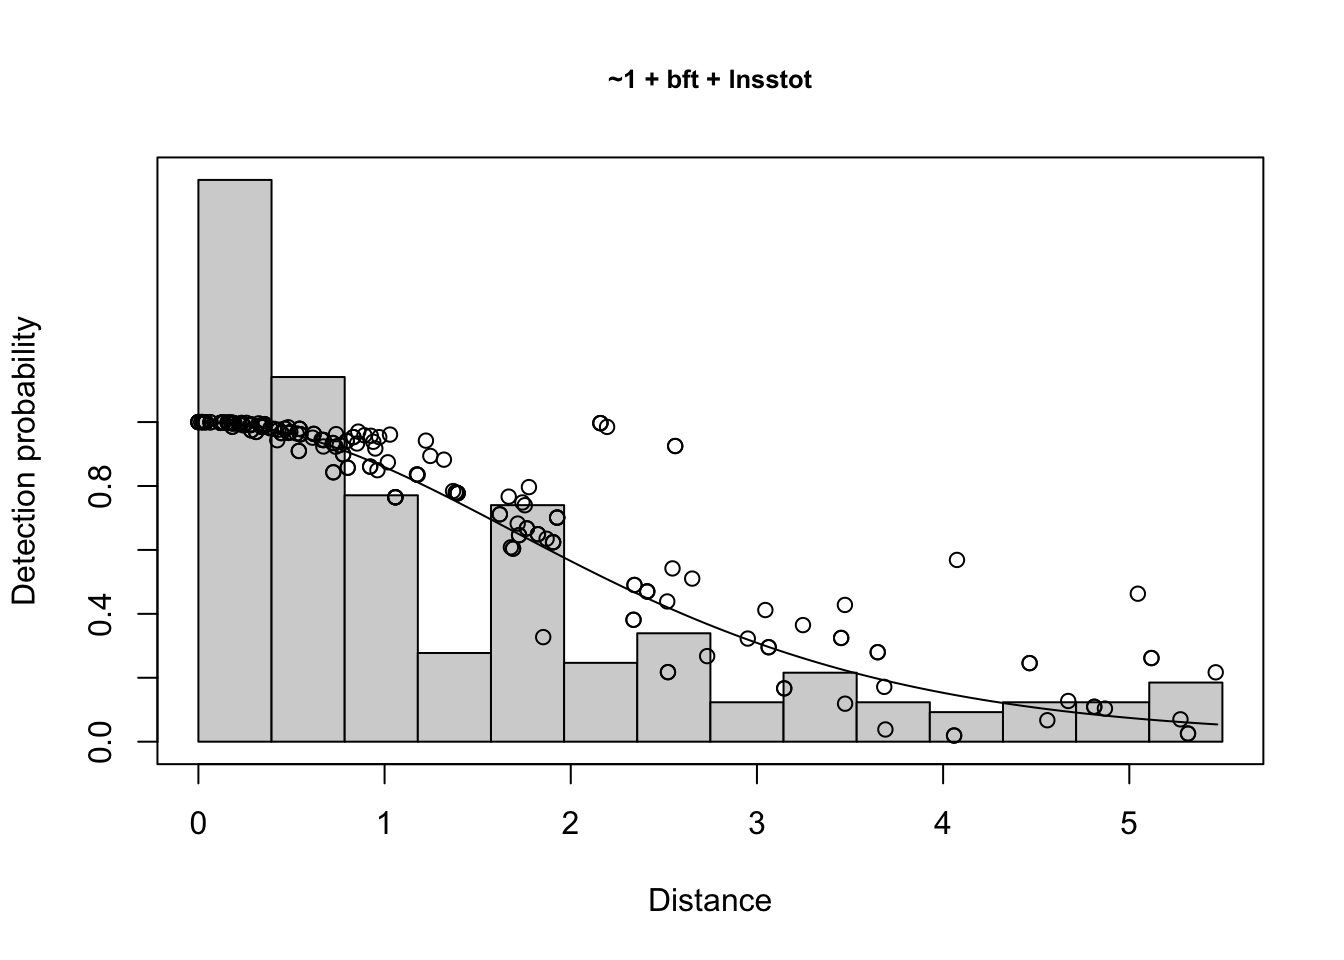 ~1 + bft + lnsstot
Detection probability
0.8
0.4
0.0
0 1 2 3 4 5
Distance